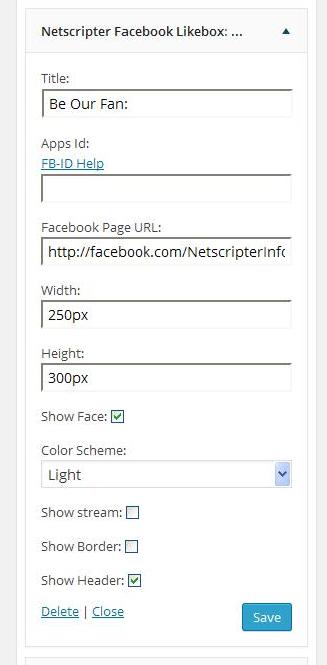 Netscripter Facebook Likebox: ...
Title:
Be Our Fan:
Apps Id:
FB-ID Help
Facebook Page URL:
http://facebook.com/NetscripterInfo
Width:
250px
Height:
300px
Show Face:
Color Scheme:
Light
Show stream:
Show Border:
Show Header:
Delete | Close
Save